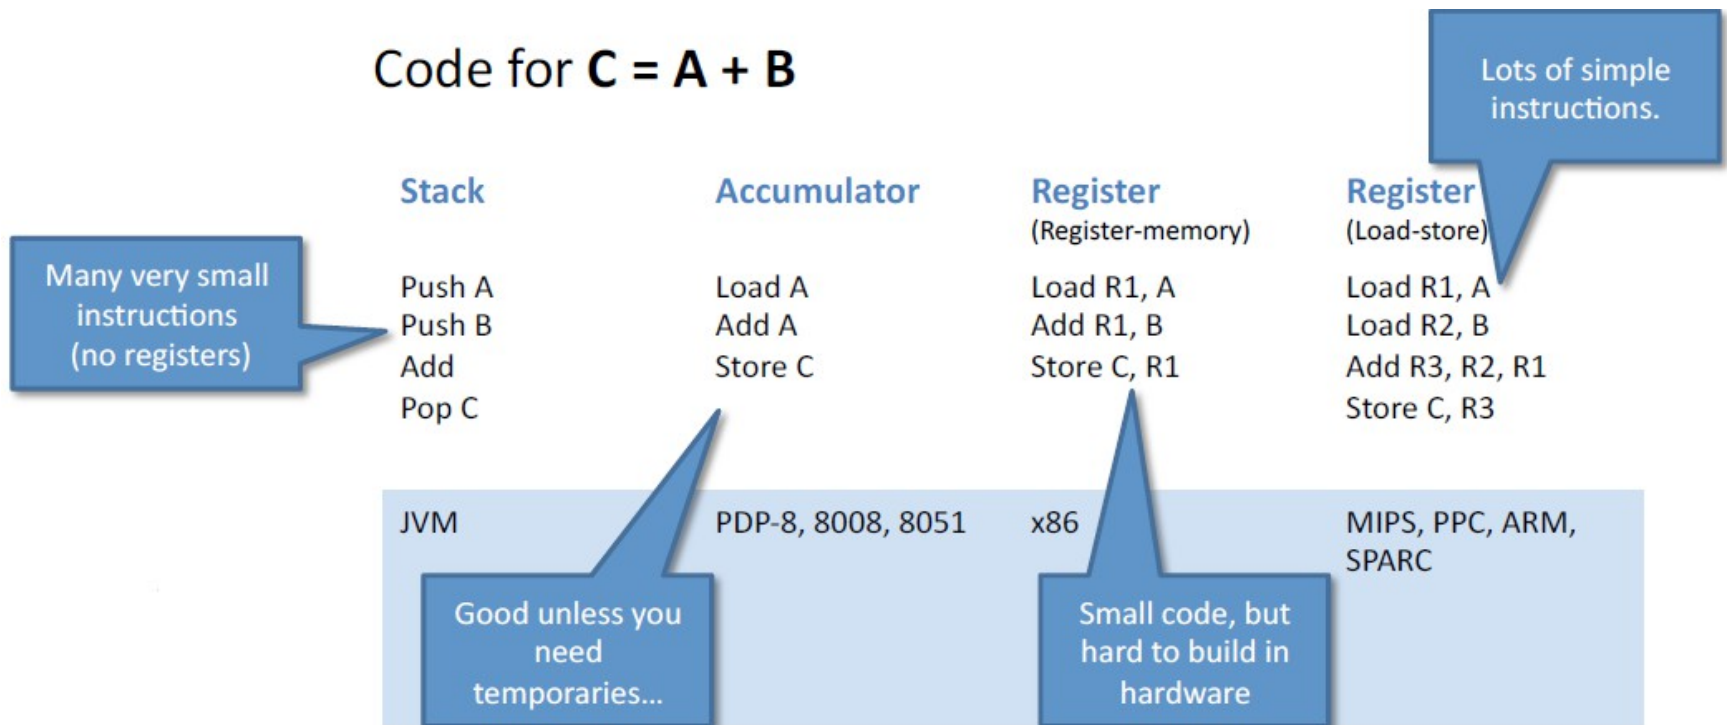 Code for C = A + B
Lots of simple
instructions.
Many very small
instructions
(no registers)
Stack
Push A
Push B
Add
Pop C
Accumulator
Load A
Add A
Store C
Register
(Register-memory)
Load R1, A
Add R1, B
Store C, R1
Register
(Load-store)
Load R1, A
Load R2, B
Add R3, R2, R1
Store C, R3
JVM
PDP-8, 8008, 8051
x86
MIPS, PPC, ARM,
SPARC
Good unless you
need
temporaries...
Small code, but
hard to build in
hardware